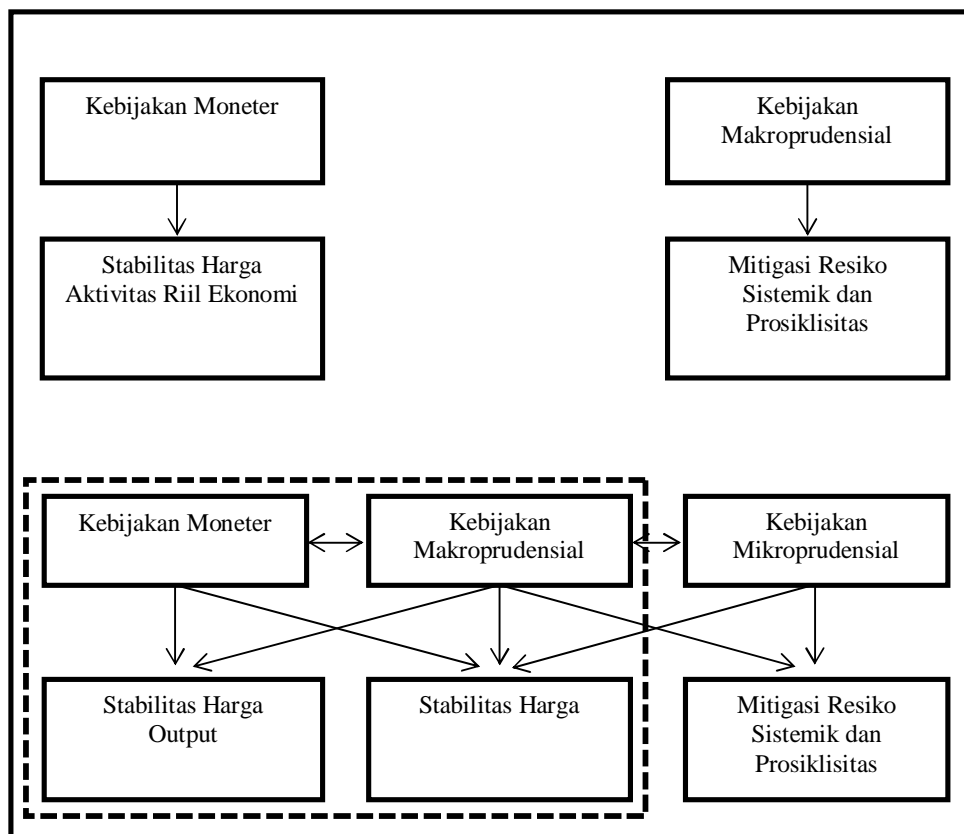 Kebijakan Moneter
Kebijakan
Makroprudensial
Stabilitas Harga
Aktivitas Riil Ekonomi
Mitigasi Resiko
Sistemik dan
Prosiklisitas
Kebijakan Moneter
Kebijakan
Makroprudensial
Kebijakan
Mikroprudensial
Stabilitas Harga
Output
Stabilitas Harga
Mitigasi Resiko
Sistemik dan
Prosiklisitas